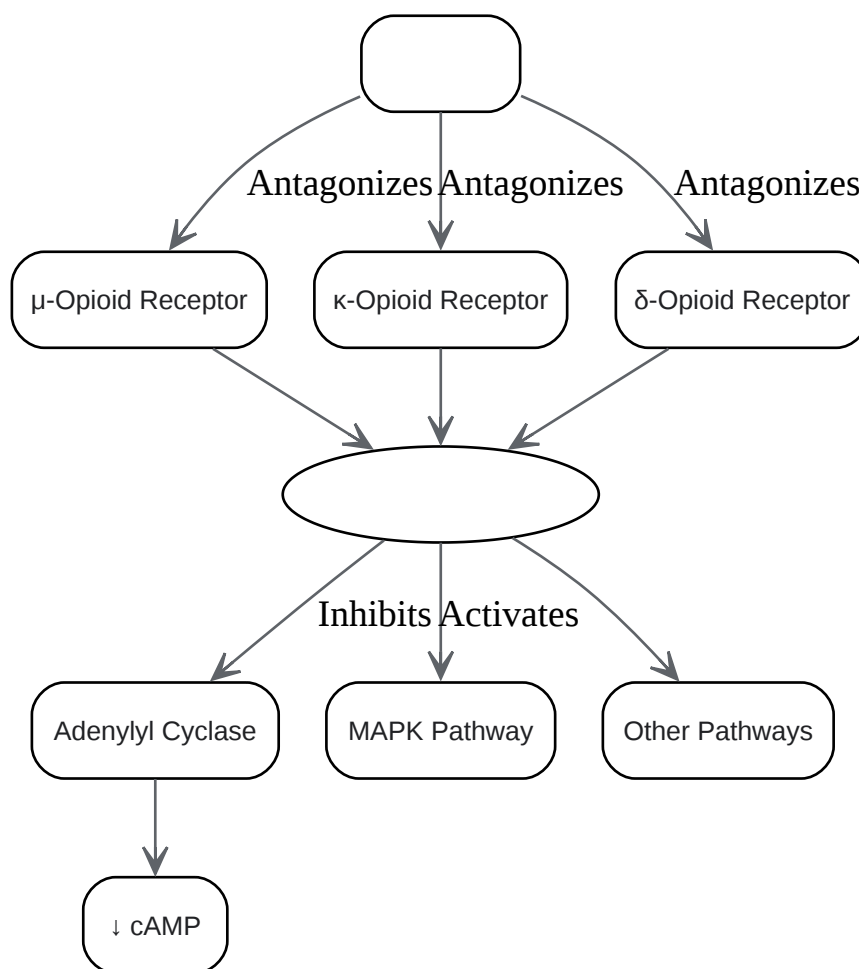 Antagonizes Antagonizes Antagonizes
μ-Opioid Receptor
κ-Opioid Receptor
δ-Opioid Receptor
Inhibits Activates
Adenylyl Cyclase
MAPK Pathway
Other Pathways
↓ cAMP